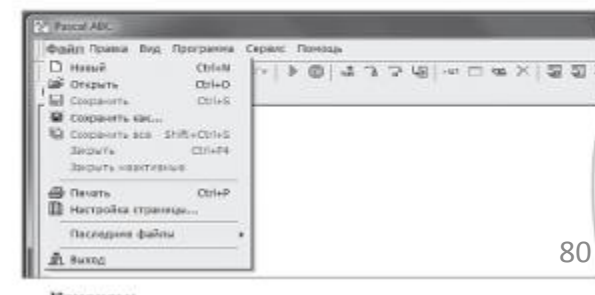 Pascal ABC
Файл Правка Вид Программа Сервис Помощь
Новый Ctrl+N
Открыть Ctrl+O
Сохранить Ctrl+S
Сохранить как...
Сохранить все Shift+Ctrl+S
Закрыть Ctrl+F4
Закрыть неактивные
Печать Ctrl+P
Настройка страницы...
Последние файлы
Выход
80